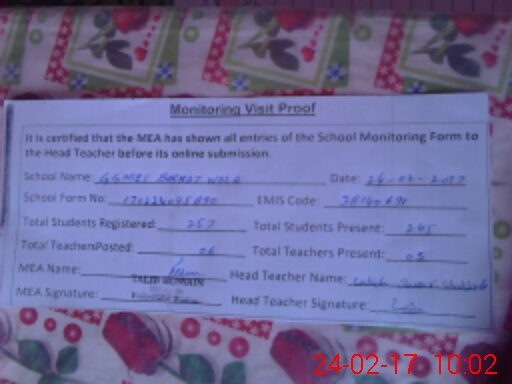 Monitoring Visit Proof
It is certified that the MEA has shown all entries of the School Monitoring Form to
the Head Teacher before its online submission.
School Name: Date: 24-02-2017
School Form No: EMIS Code:
Total Students Registered: 257 Total Students Present: 245
Total TeachersPosted: 06 Total Teachers Present: 05
MEA Name: Head Teacher Name:
MEA Signature: Head Teacher Signature:
24-02-17 10:02